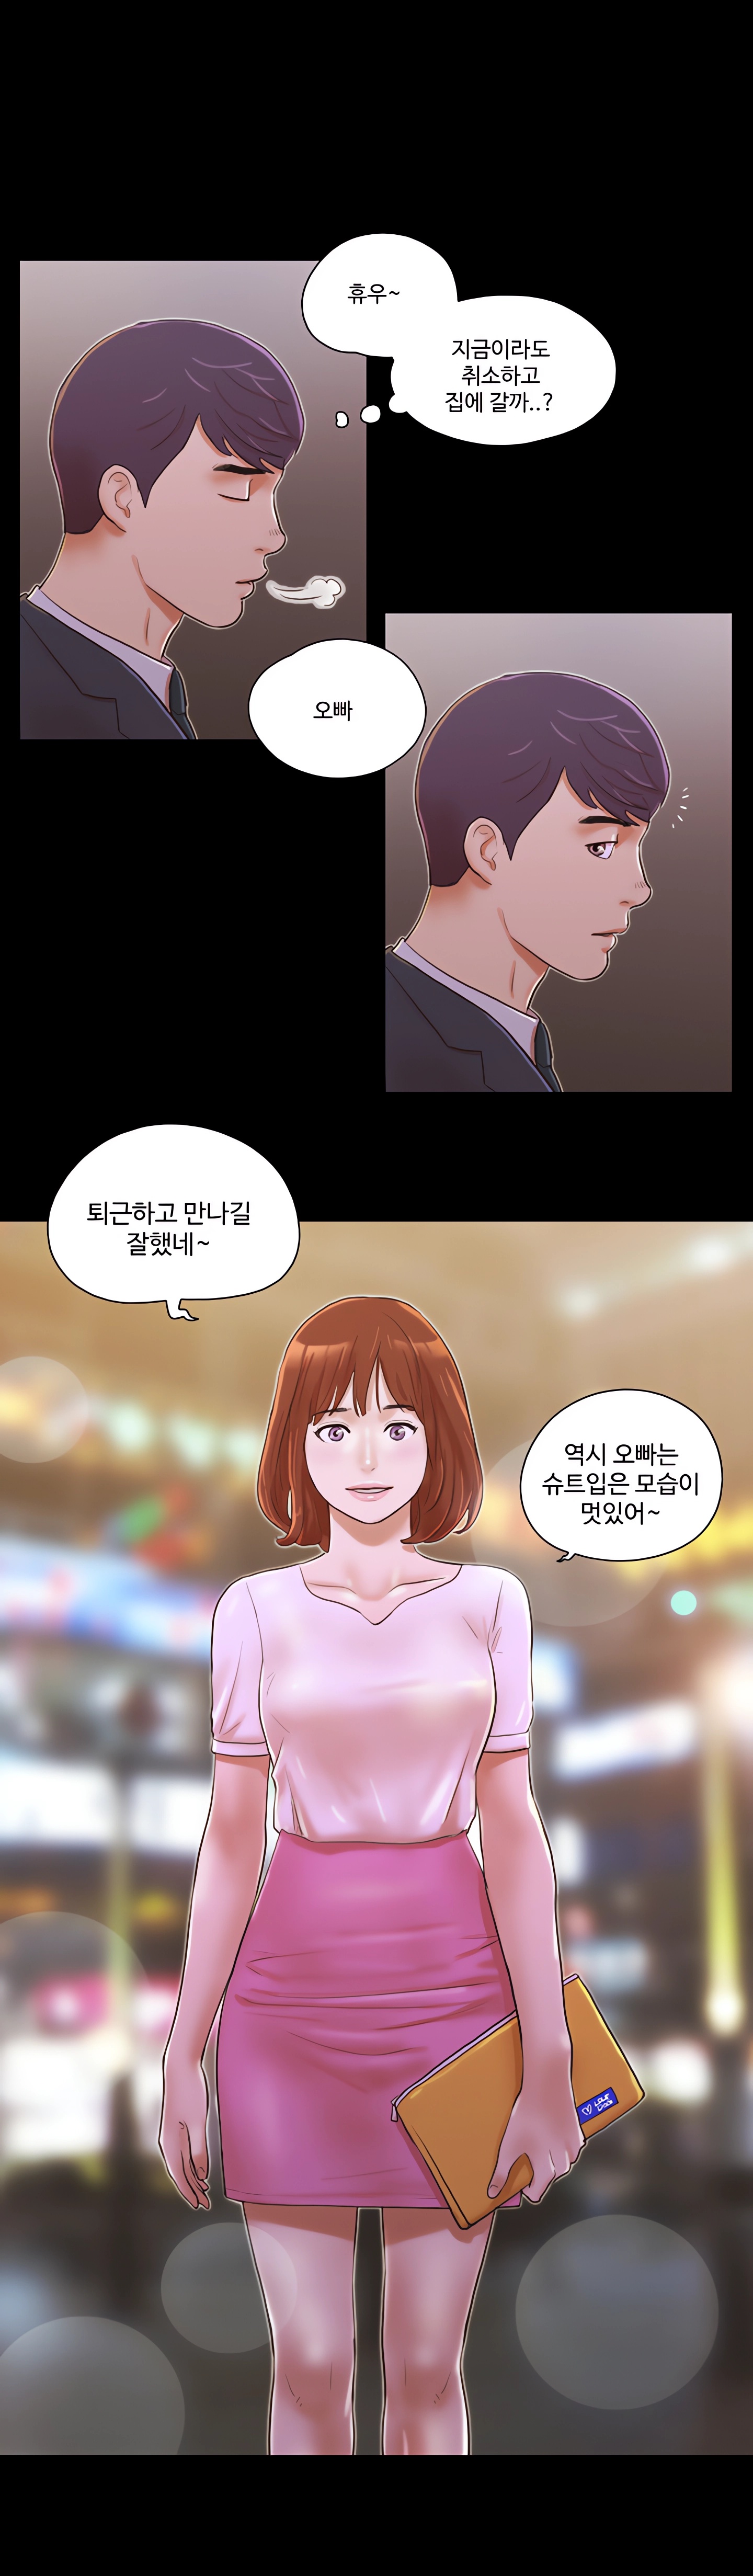 휴우~
지금이라도
취소하고
집에 갈까..?
오빠
퇴근하고 만나길
잘했네~
역시 오빠는
슈트입은 모습이
멋있어~